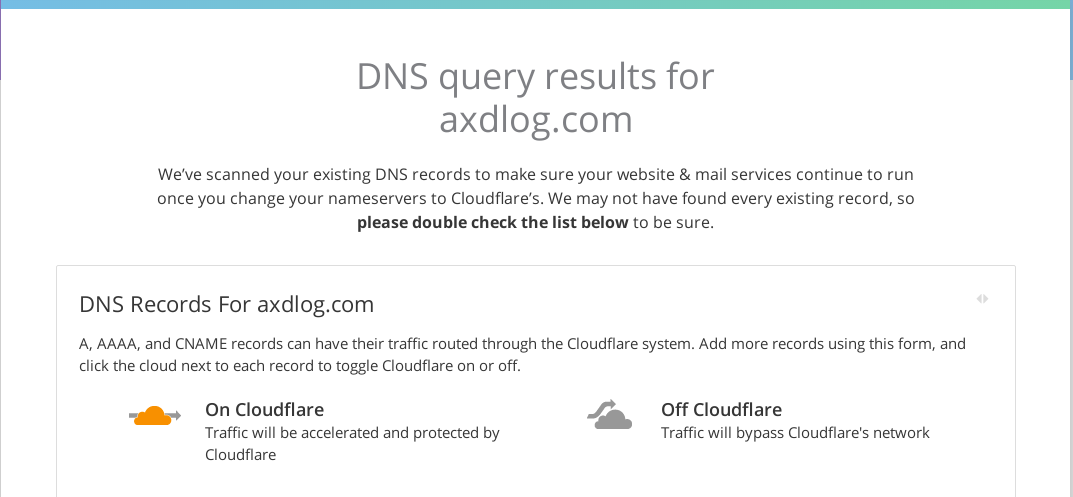 DNS query results for
axdlog.com
We’ve scanned your existing DNS records to make sure your website & mail services continue to run
once you change your nameservers to Cloudflare’s. We may not have found every existing record, so
please double check the list below to be sure.
DNS Records For axdlog.com
A, AAAA, and CNAME records can have their traffic routed through the Cloudflare system. Add more records using this form, and
click the cloud next to each record to toggle Cloudflare on or off.
On Cloudflare
Traffic will be accelerated and protected by
Cloudflare
Off Cloudflare
Traffic will bypass Cloudflare's network